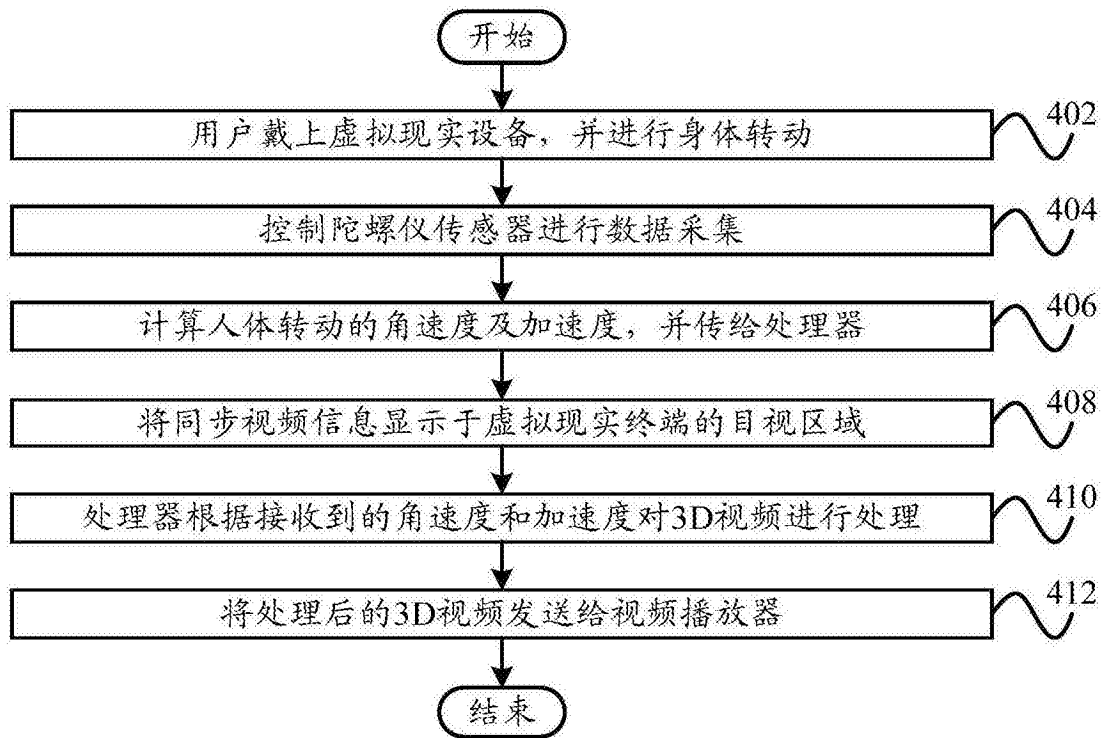 开始
用户戴上虚拟现实设备，并进行身体转动
402
控制陀螺仪传感器进行数据采集
404
计算人体转动的角速度及加速度，并传给处理器
406
将同步视频信息显示于虚拟现实终端的目视区域
408
处理器根据接收到的角速度和加速度对3D视频进行处理
410
将处理后的3D视频发送给视频播放器
412
结束